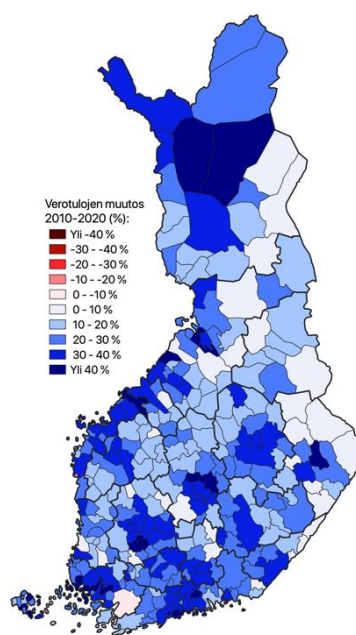 Verotulojen muutos
2010-2020 (%):
Yli -40 %
-30 - -40 %
-20 - -30 %
-10 - -20 %
0 - -10 %
0 - 10 %
10 - 20 %
20 - 30 %
30 - 40 %
Yli 40 %